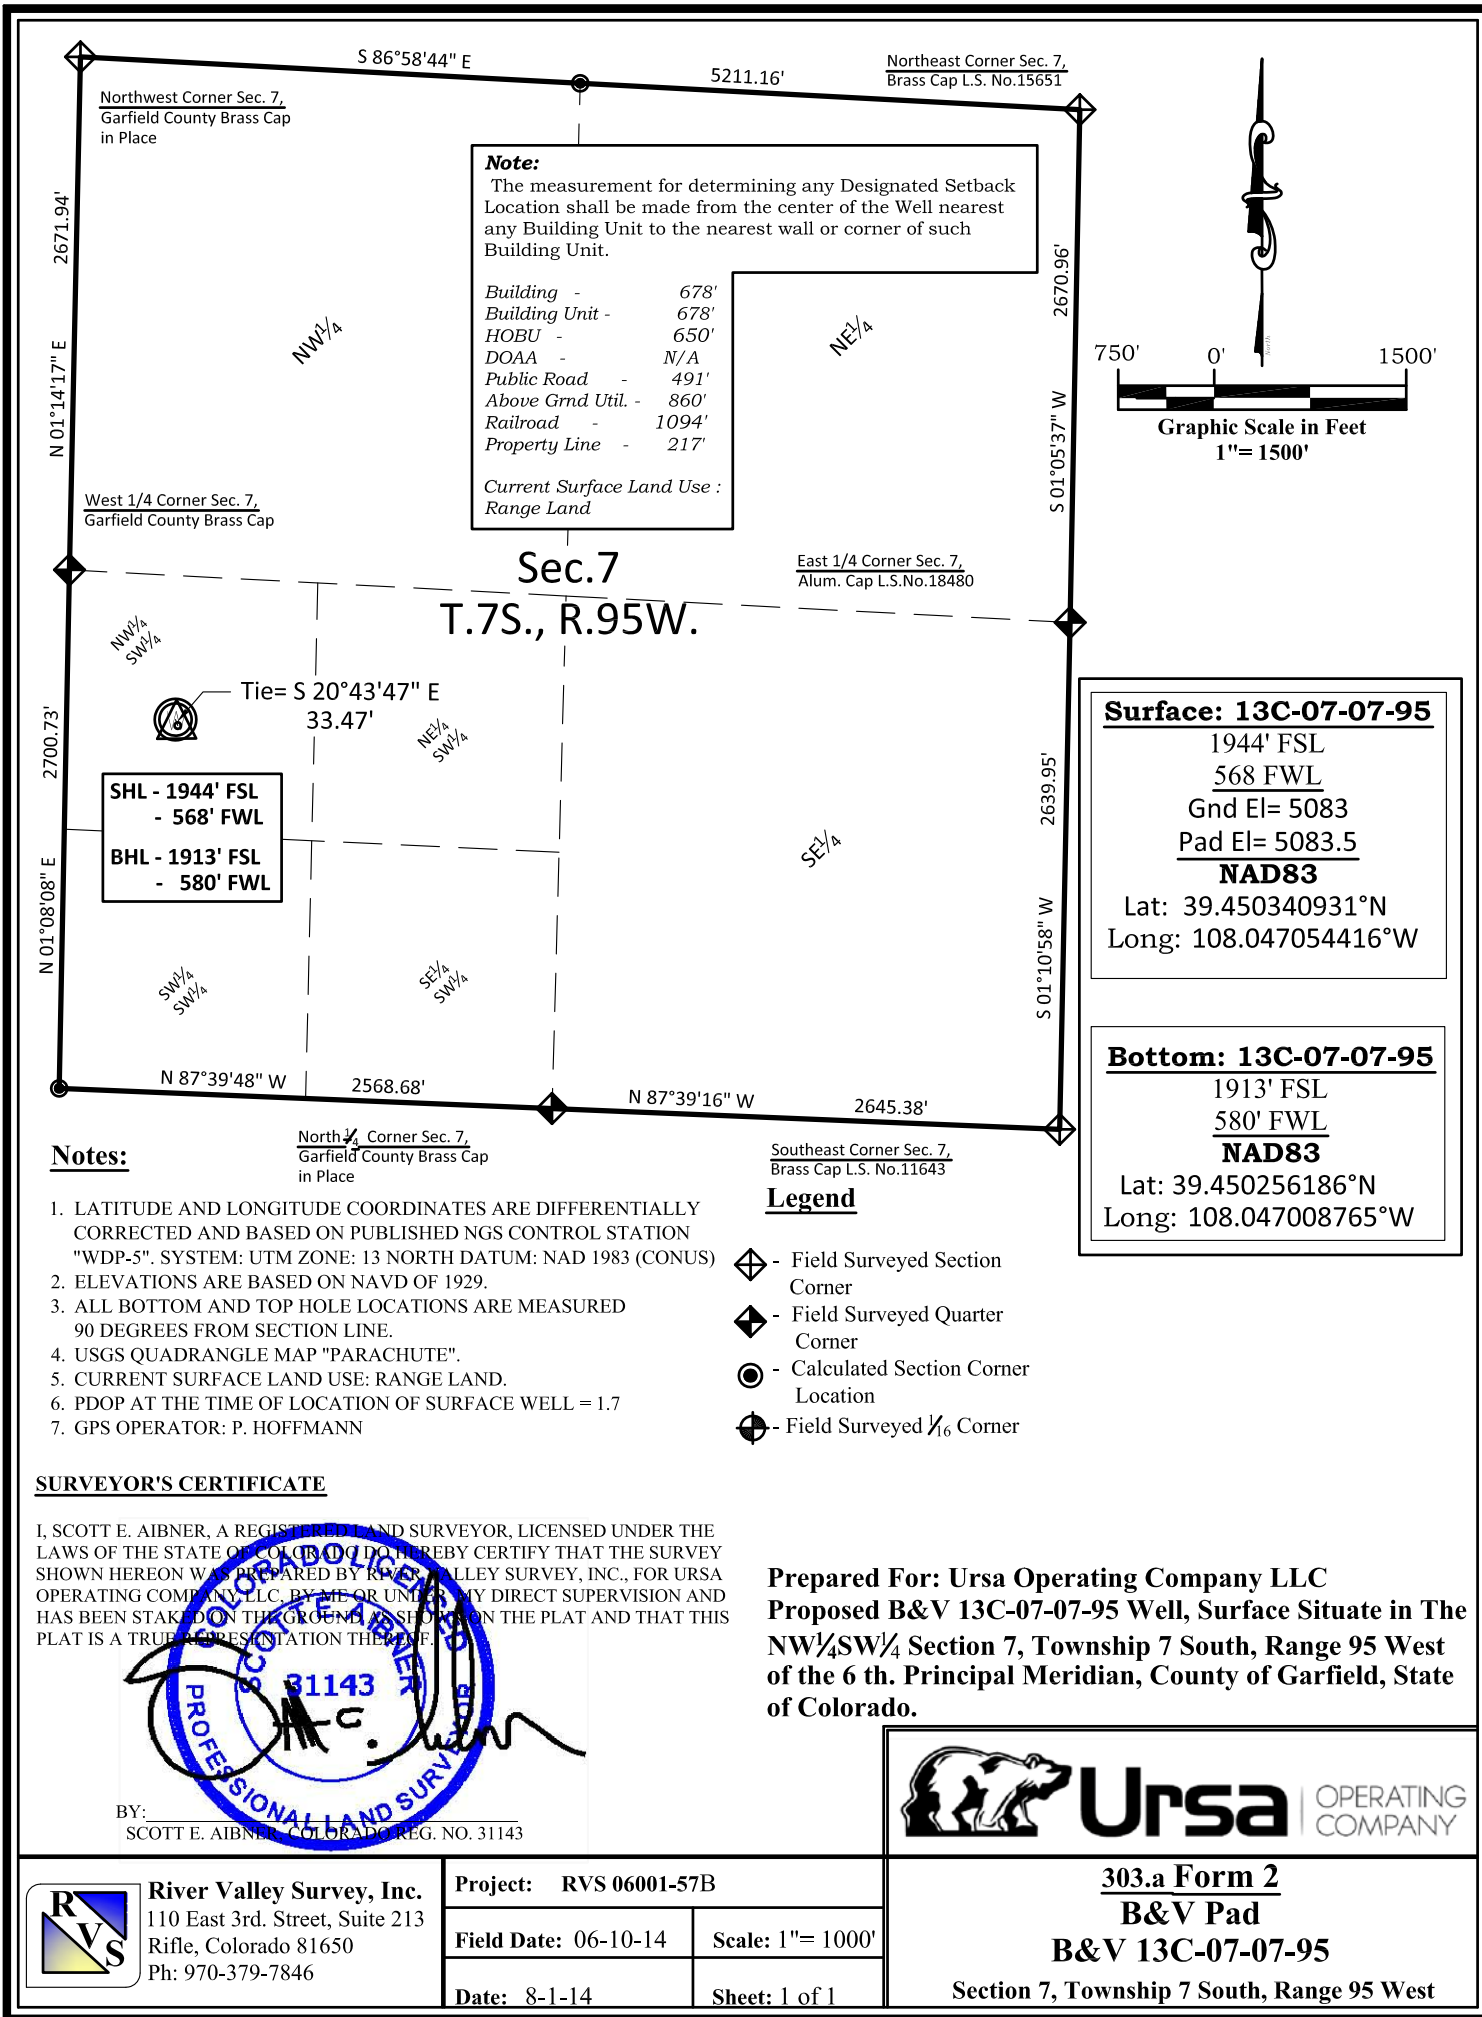 S 86°58'44" E
5211.16'
Northeast Corner Sec. 7,
Brass Cap L.S. No.15651
Northwest Corner Sec. 7,
Garfield County Brass Cap
in Place
Note:
The measurement for determining any Designated Setback
Location shall be made from the center of the Well nearest
any Building Unit to the nearest wall or corner of such
Building Unit.
Building - 678'
Building Unit - 678'
HOBU - 650'
DOAA - N/A
Public Road - 491'
Above Grnd Util. - 860'
Railroad - 1094'
Property Line - 217'
Current Surface Land Use :
Range Land
2671.94'
N 01°14'17" E
NW1/4
NE1/4
2670.96'
S 01°05'37" W
North
750' 0' 1500'
Graphic Scale in Feet
1"= 1500'
West 1/4 Corner Sec. 7,
Garfield County Brass Cap
Sec.7
T.7S., R.95W.
East 1/4 Corner Sec. 7,
Alum. Cap L.S.No.18480
NW1/4
SW1/4
Tie= S 20°43'47" E
33.47'
NE1/4
SW1/4
2700.73'
N 01°08'08" E
SHL - 1944' FSL
- 568' FWL
BHL - 1913' FSL
- 580' FWL
SE1/4
2639.95'
S 01°10'58" W
SW1/4
SW1/4
SE1/4
SW1/4
N 87°39'48" W
2568.68'
N 87°39'16" W
2645.38'
North 1/4 Corner Sec. 7,
Garfield County Brass Cap
in Place
Southeast Corner Sec. 7,
Brass Cap L.S. No.11643
Surface: 13C-07-07-95
1944' FSL
568 FWL
Gnd El= 5083
Pad El= 5083.5
NAD83
Lat: 39.450340931°N
Long: 108.047054416°W
Bottom: 13C-07-07-95
1913' FSL
580' FWL
NAD83
Lat: 39.450256186°N
Long: 108.047008765°W
Notes:
1. LATITUDE AND LONGITUDE COORDINATES ARE DIFFERENTIALLY
CORRECTED AND BASED ON PUBLISHED NGS CONTROL STATION
"WDP-5". SYSTEM: UTM ZONE: 13 NORTH DATUM: NAD 1983 (CONUS)
2. ELEVATIONS ARE BASED ON NAVD OF 1929.
3. ALL BOTTOM AND TOP HOLE LOCATIONS ARE MEASURED
90 DEGREES FROM SECTION LINE.
4. USGS QUADRANGLE MAP "PARACHUTE".
5. CURRENT SURFACE LAND USE: RANGE LAND.
6. PDOP AT THE TIME OF LOCATION OF SURFACE WELL = 1.7
7. GPS OPERATOR: P. HOFFMANN
Legend
- Field Surveyed Section
Corner
- Field Surveyed Quarter
Corner
- Calculated Section Corner
Location
- Field Surveyed 1/16 Corner
SURVEYOR'S CERTIFICATE
I, SCOTT E. AIBNER, A REGISTERED LAND SURVEYOR, LICENSED UNDER THE
LAWS OF THE STATE OF COLORADO DO HEREBY CERTIFY THAT THE SURVEY
SHOWN HEREON WAS PREPARED BY RIVER VALLEY SURVEY, INC., FOR URSA
OPERATING COMPANY LLC, BY ME OR UNDER MY DIRECT SUPERVISION AND
HAS BEEN STAKED ON THE GROUND AS SHOWN ON THE PLAT AND THAT THIS
PLAT IS A TRUE REPRESENTATION THEREOF.
COLORADO LICENSED
SCOTT E. AIBNER
31143
PROFESSIONAL LAND SURVEYOR
BY:
SCOTT E. AIBNER, COLORADO REG. NO. 31143
Prepared For: Ursa Operating Company LLC
Proposed B&V 13C-07-07-95 Well, Surface Situate in The
NW1/4SW1/4 Section 7, Township 7 South, Range 95 West
of the 6 th. Principal Meridian, County of Garfield, State
of Colorado.
Ursa OPERATING
COMPANY
RVS
River Valley Survey, Inc.
110 East 3rd. Street, Suite 213
Rifle, Colorado 81650
Ph: 970-379-7846
Project: RVS 06001-57B
Field Date: 06-10-14
Scale: 1"= 1000'
Date: 8-1-14
Sheet: 1 of 1
303.a Form 2
B&V Pad
B&V 13C-07-07-95
Section 7, Township 7 South, Range 95 West